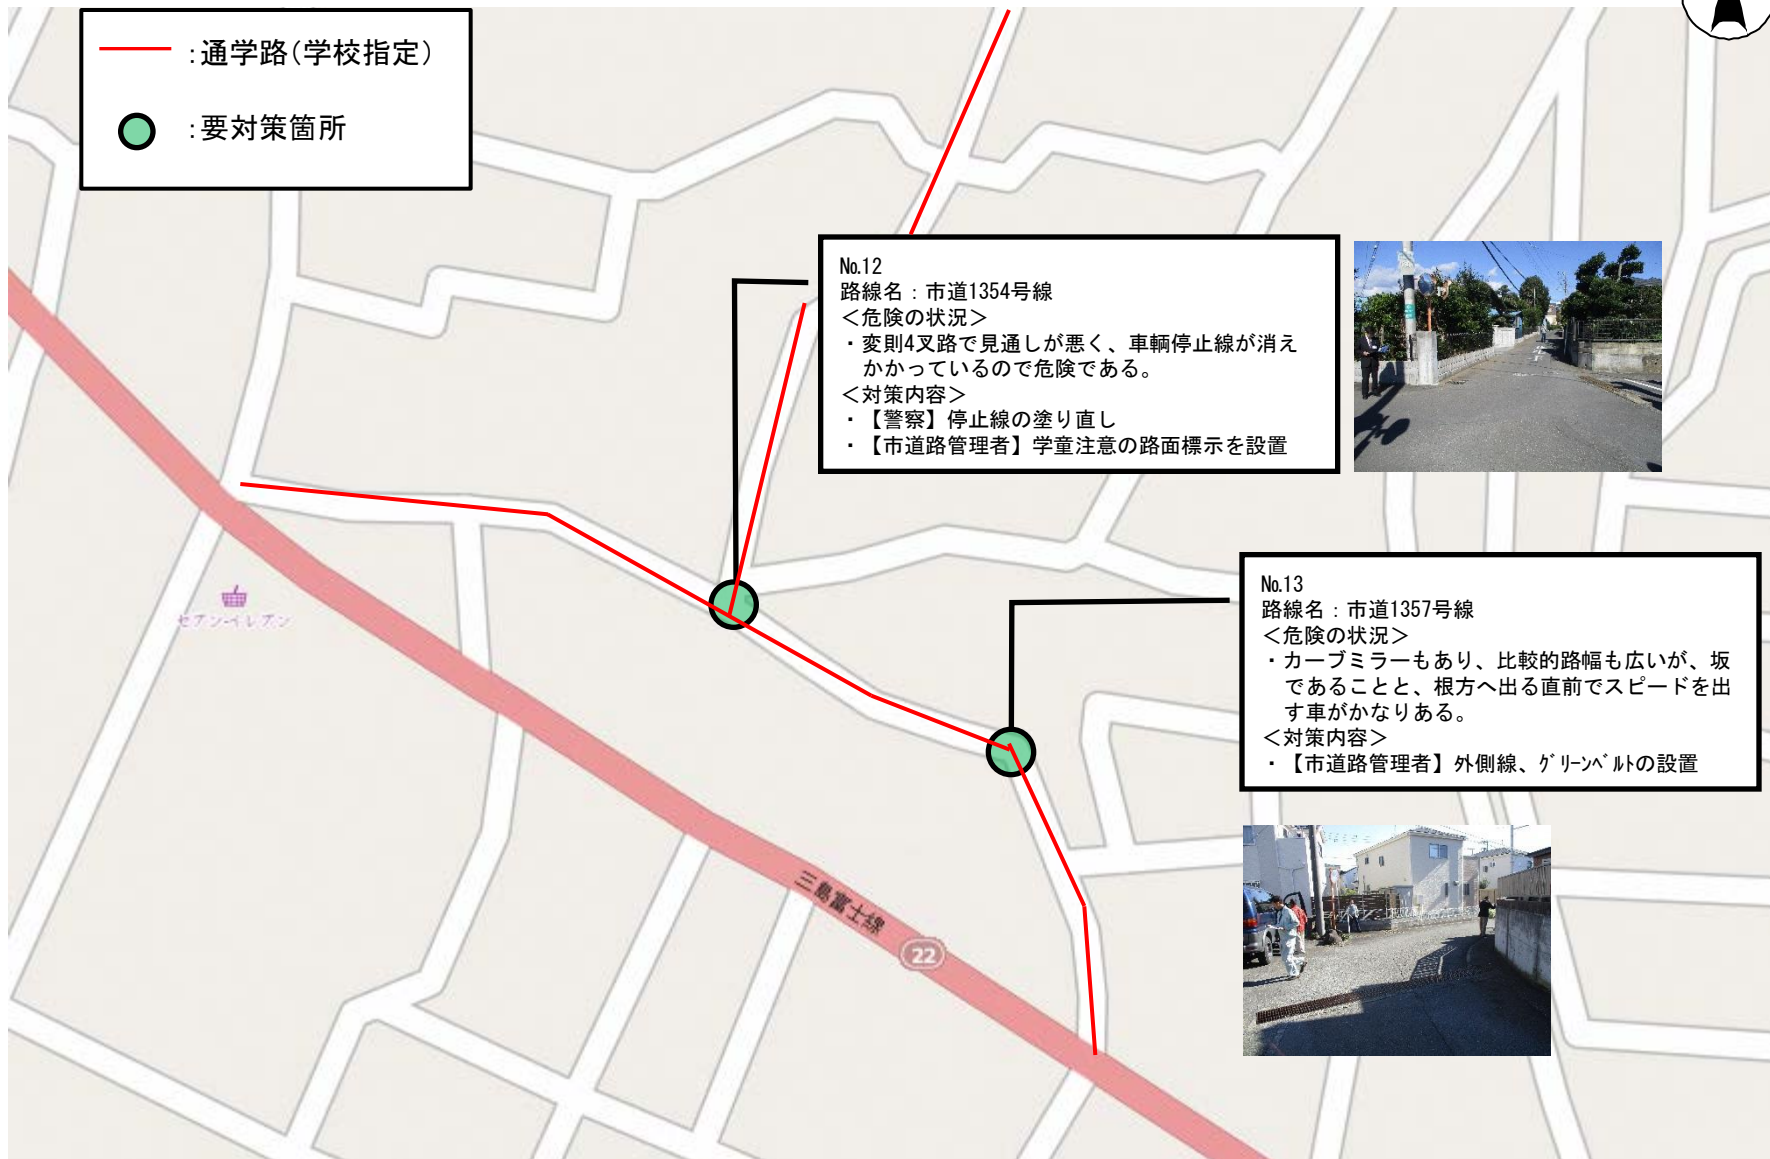 :通学路(学校指定)
:要対策箇所
No.12
路線名：市道1354号線
＜危険の状況＞
・変則4叉路で見通しが悪く、車輌停止線が消え
かかっているので危険である。
＜対策内容＞
・【警察】停止線の塗り直し
・【市道路管理者】学童注意の路面標示を設置
No.13
路線名：市道1357号線
＜危険の状況＞
・カーブミラーもあり、比較的路幅も広いが、坂
であることと、根方へ出る直前でスピードを出
す車がかなりある。
＜対策内容＞
・【市道路管理者】外側線、ｸﾞﾘｰﾝﾍﾞﾙﾄの設置
セブン-イレブン
三島富士線
22